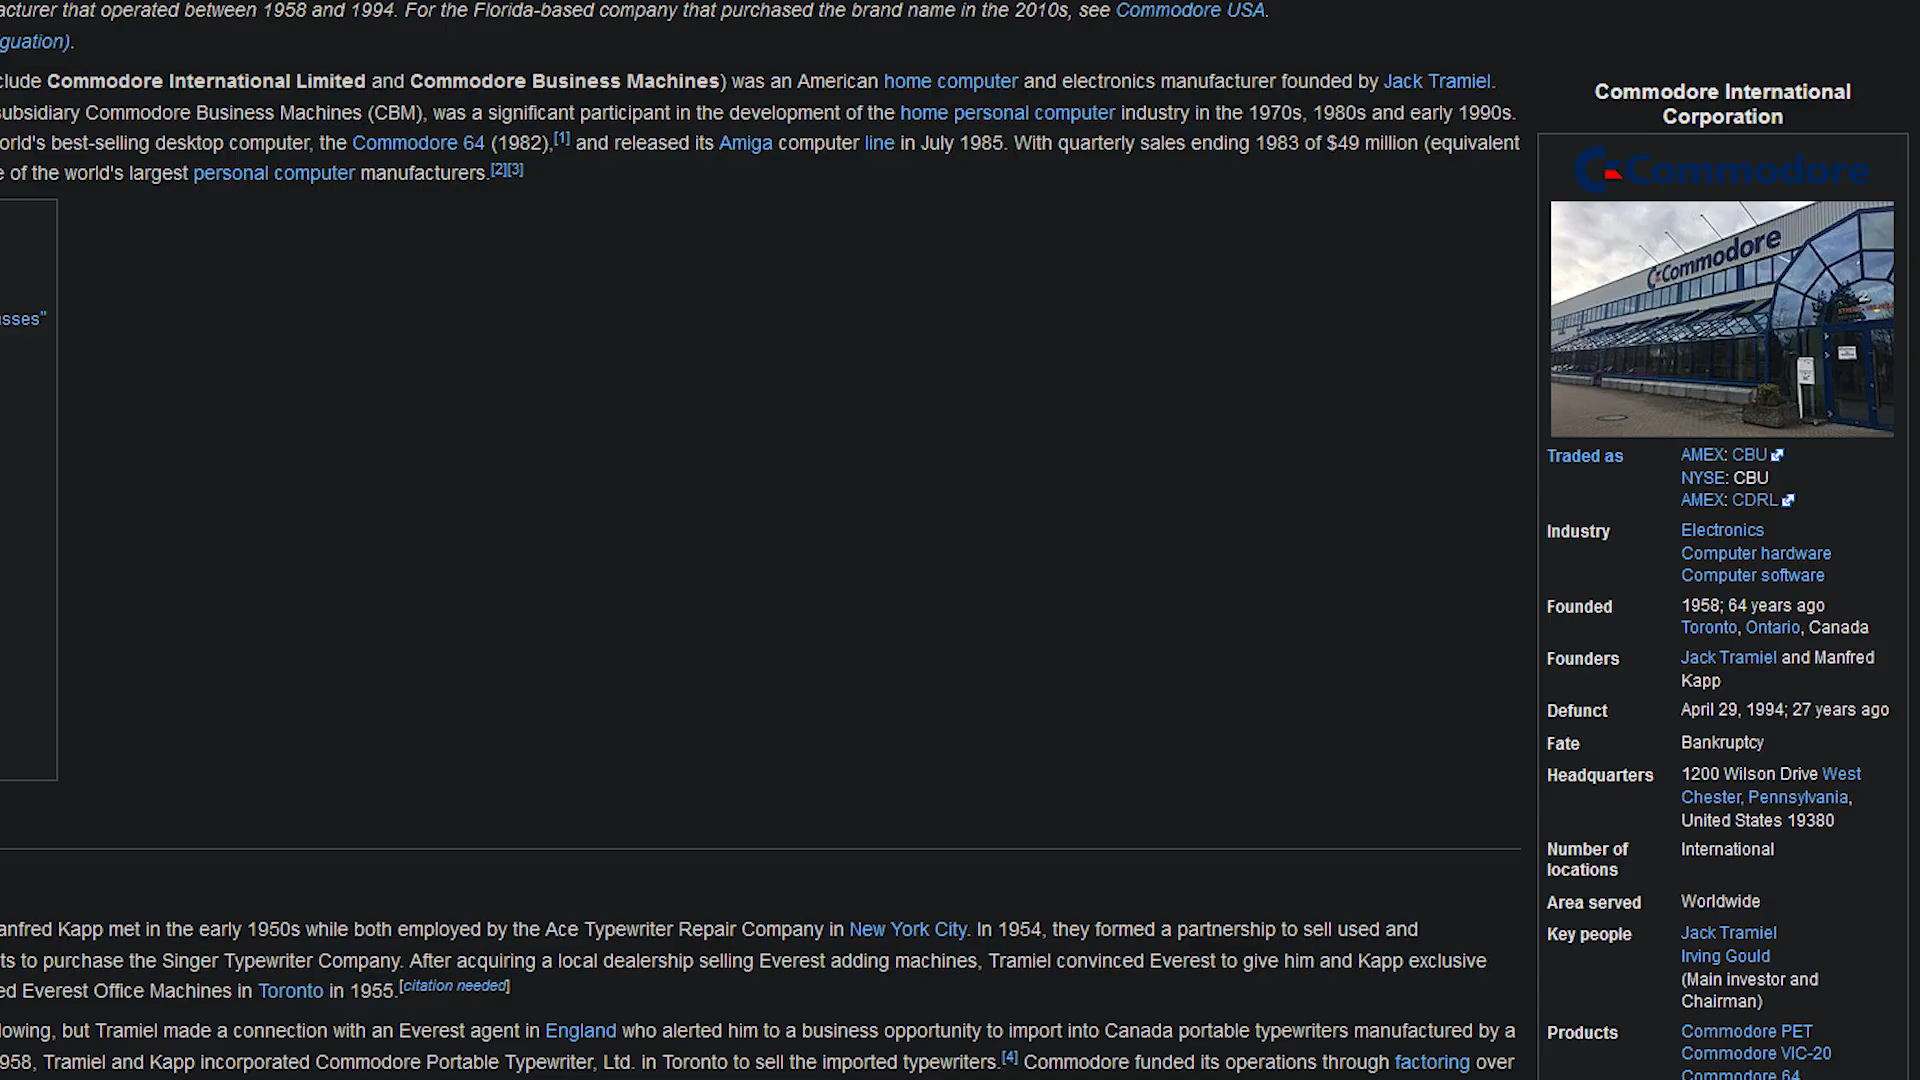 acturer that operated between 1958 and 1994. For the Florida-based company that purchased the brand name in the 2010s, see Commodore USA.
guation).
clude Commodore International Limited and Commodore Business Machines) was an American home computer and electronics manufacturer founded by Jack Tramiel.
subsidiary Commodore Business Machines (CBM), was a significant participant in the development of the home personal computer industry in the 1970s, 1980s and early 1990s.
orld's best-selling desktop computer, the Commodore 64 (1982),[1] and released its Amiga computer line in July 1985. With quarterly sales ending 1983 of $49 million (equivalent
e of the world's largest personal computer manufacturers.[2][3]
sses"
anfred Kapp met in the early 1950s while both employed by the Ace Typewriter Repair Company in New York City. In 1954, they formed a partnership to sell used and
ts to purchase the Singer Typewriter Company. After acquiring a local dealership selling Everest adding machines, Tramiel convinced Everest to give him and Kapp exclusive
ed Everest Office Machines in Toronto in 1955.[citation needed]
lowing, but Tramiel made a connection with an Everest agent in England who alerted him to a business opportunity to import into Canada portable typewriters manufactured by a
958, Tramiel and Kapp incorporated Commodore Portable Typewriter, Ltd. in Toronto to sell the imported typewriters.[4] Commodore funded its operations through factoring over
Commodore International
Corporation
Commodore
Commodore
2
Traded as AMEX: CBU
NYSE: CBU
AMEX: CDRL
Industry Electronics
Computer hardware
Computer software
Founded 1958; 64 years ago
Toronto, Ontario, Canada
Founders Jack Tramiel and Manfred
Kapp
Defunct April 29, 1994; 27 years ago
Fate Bankruptcy
Headquarters 1200 Wilson Drive West
Chester, Pennsylvania,
United States 19380
Number of locations International
Area served Worldwide
Key people Jack Tramiel
Irving Gould
(Main investor and
Chairman)
Products Commodore PET
Commodore VIC-20
Commodore 64